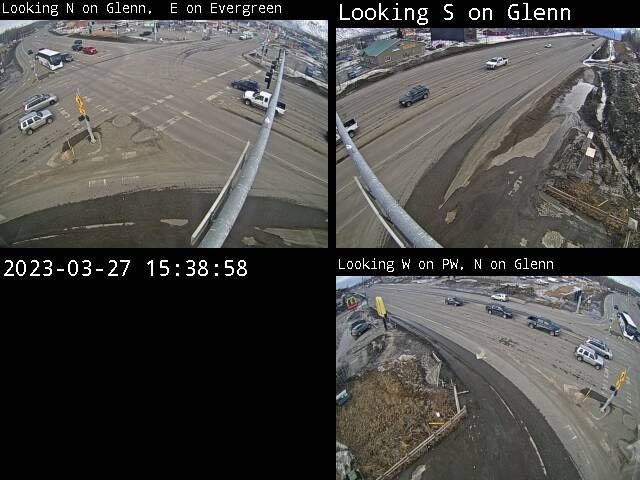 Looking N on Glenn,  E on Evergreen
Looking S on Glenn
2023-03-27 15:38:58
Looking W on PW, N on Glenn